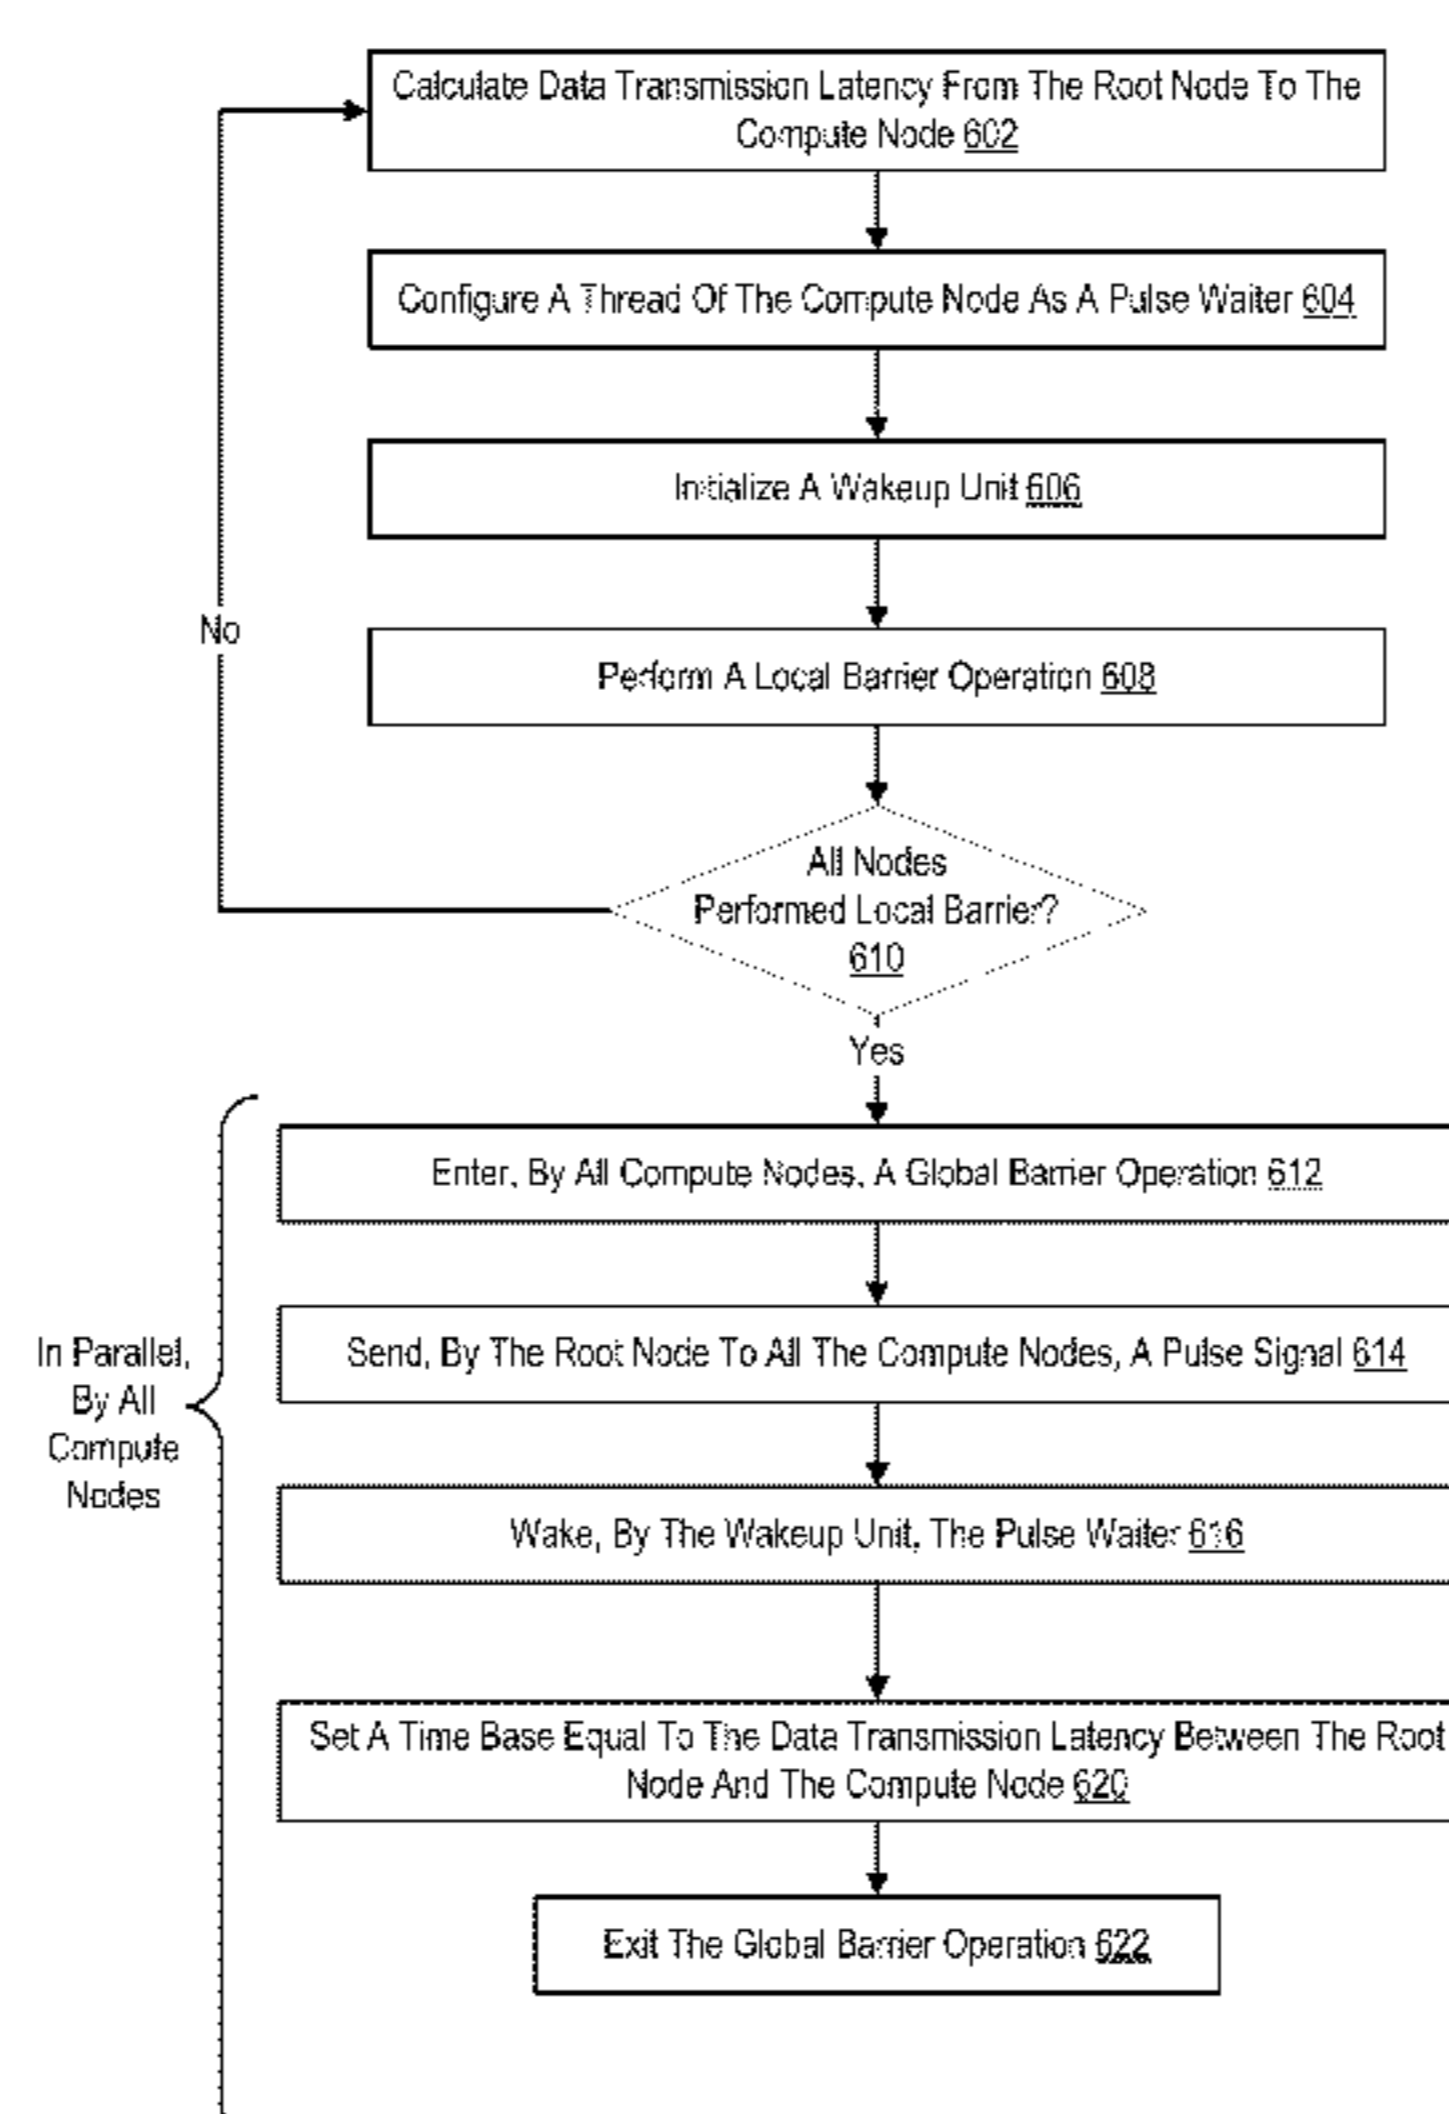 Calculate Data Transmission Latency From The Root Node To The
Compute Node 602
Configure A Thread Of The Compute Node As A Pulse Waiter 604
Initialize A Wakeup Unit 606
No
Perform A Local Barrier Operation 608
All Nodes
Performed Local Barrier?
610
Yes
Enter, By All Compute Nodes, A Global Barrier Operation 612
In Parallel,
By All
Compute
Nodes
Send, By The Root Node To All The Compute Nodes, A Pulse Signal 614
Wake, By The Wakeup Unit, The Pulse Waiter 616
Set A Time Base Equal To The Data Transmission Latency Between The Root
Node And The Compute Node 620
Exit The Global Barrier Operation 622